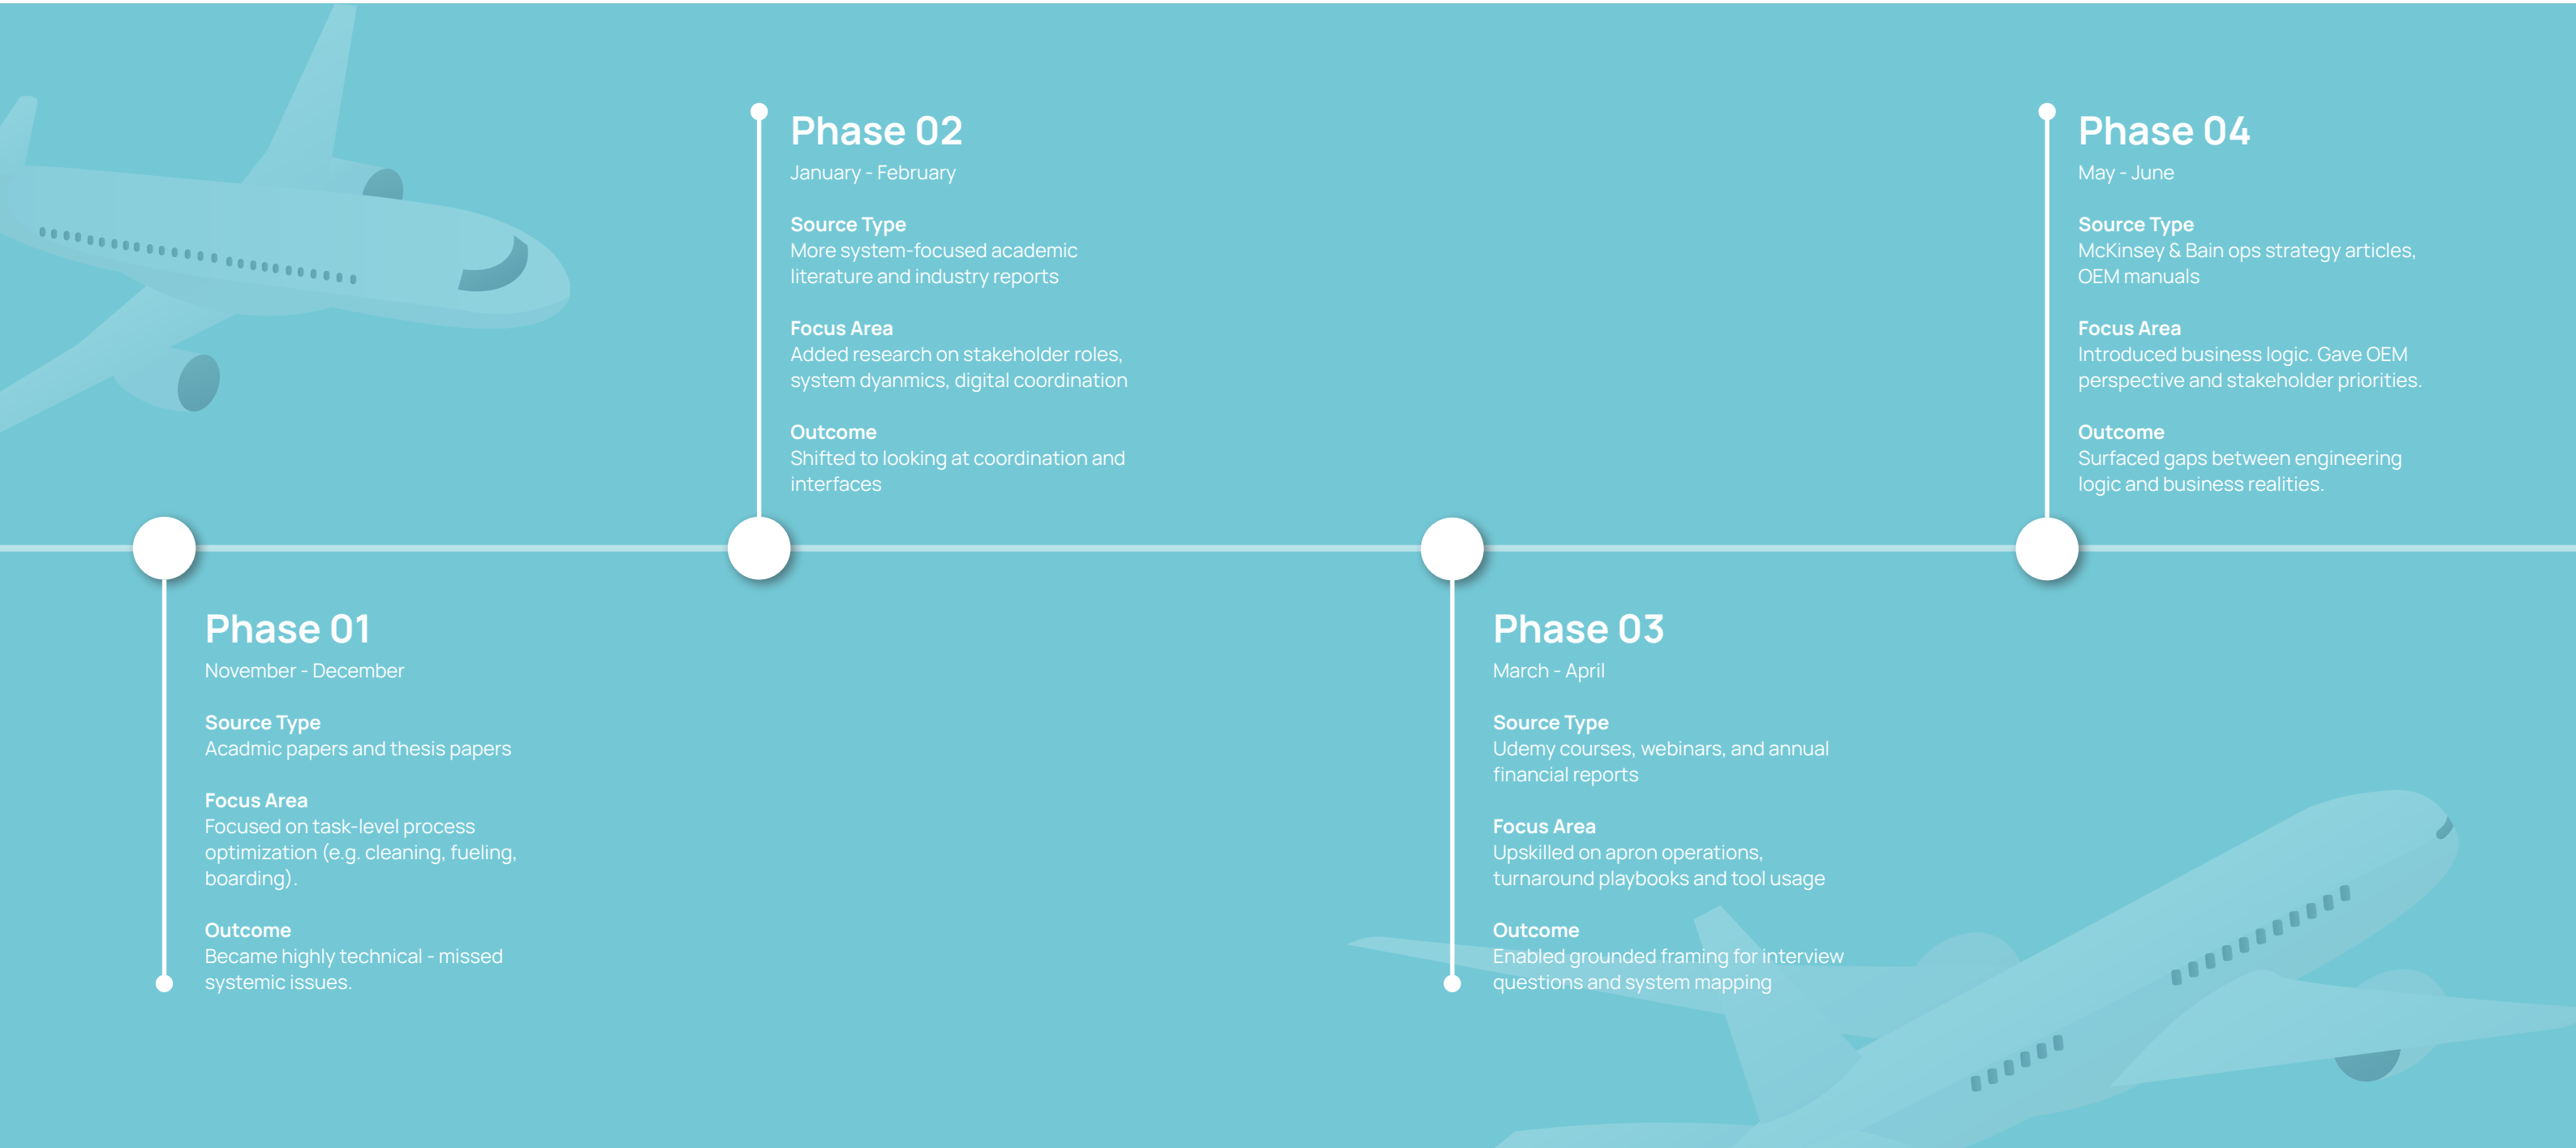 Phase 01
November - December
Source Type
Acadmic papers and thesis papers
Focus Area
Focused on task-level process
optimization (e.g. cleaning, fueling,
boarding).
Outcome
Became highly technical - missed
systemic issues.
Phase 02
January - February
Source Type
More system-focused academic
literature and industry reports
Focus Area
Added research on stakeholder roles,
system dyanmics, digital coordination
Outcome
Shifted to looking at coordination and
interfaces
Phase 03
March - April
Source Type
Udemy courses, webinars, and annual
financial reports
Focus Area
Upskilled on apron operations,
turnaround playbooks and tool usage
Outcome
Enabled grounded framing for interview
questions and system mapping
Phase 04
May - June
Source Type
McKinsey & Bain ops strategy articles,
OEM manuals
Focus Area
Introduced business logic. Gave OEM
perspective and stakeholder priorities.
Outcome
Surfaced gaps between engineering
logic and business realities.